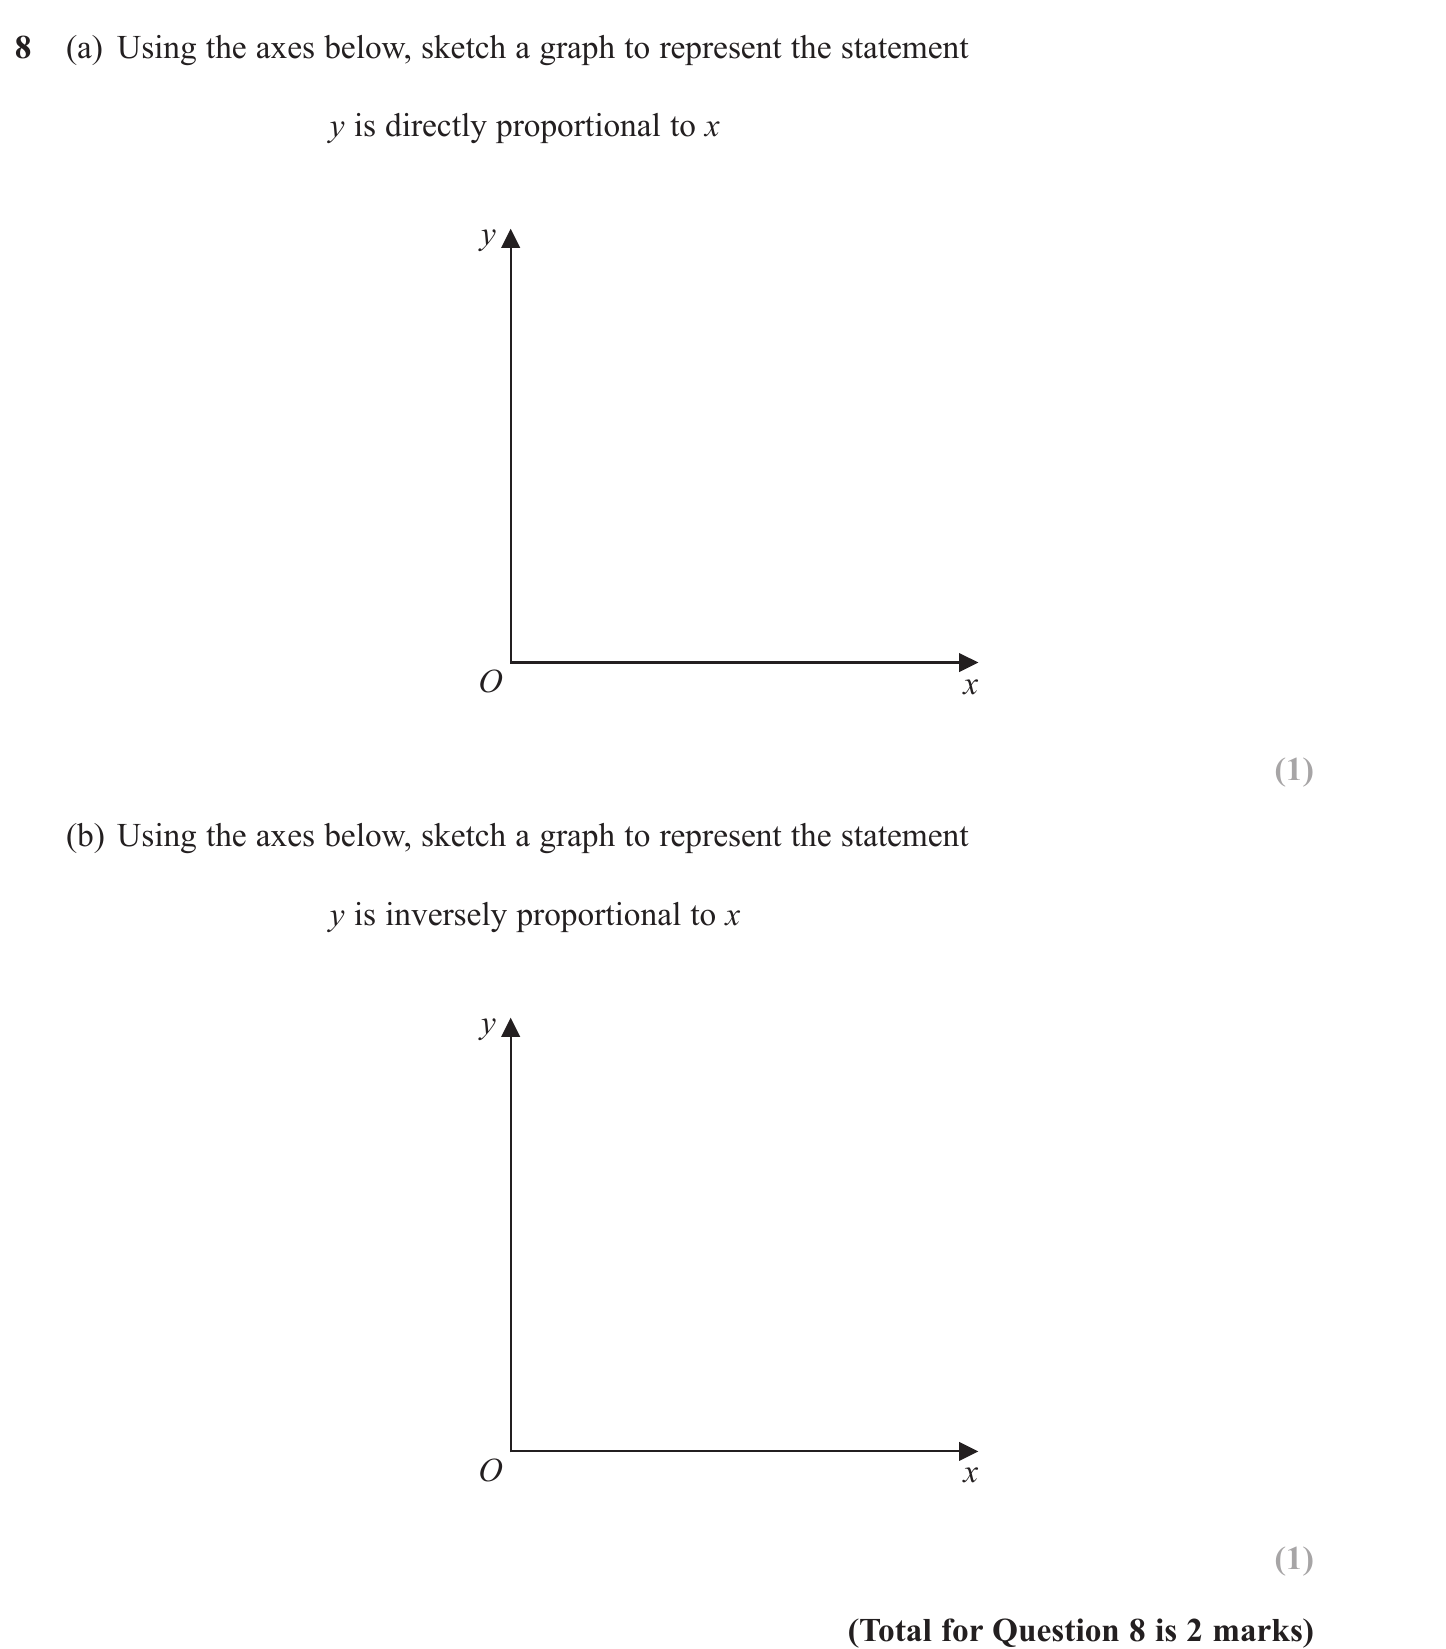 8 (a) Using the axes below, sketch a graph to represent the statement
y is directly proportional to x
y
O
x
(1)
(b) Using the axes below, sketch a graph to represent the statement
y is inversely proportional to x
y
O
x
(1)
(Total for Question 8 is 2 marks)